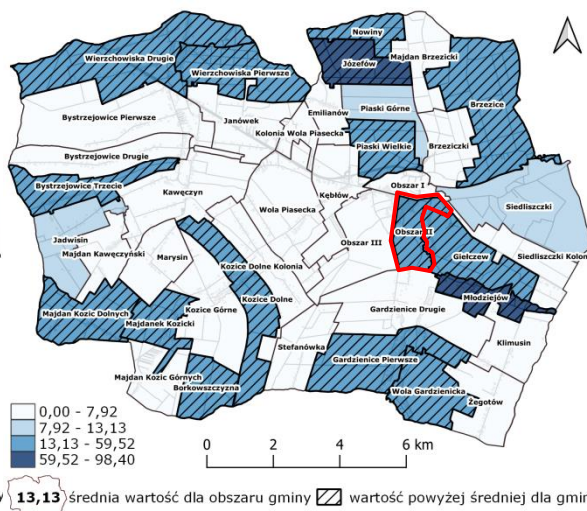 Nowiny
Wierzchowiska Drugie
Majdan Brzezicki
Józefów
Wierzchowiska Pierwsze
Brzezice
Piaski Górne
Emilianów
Bystrzejowice Pierwsze
Janówek
Kolonia Wola Piasecka
Piaski Wielkie
Brzeziczki
Bystrzejowice Drugie
Obszar I
Bystrzejowice Trzecie
Kawęczyn
Kębłów
Siedliszczki
Wola Piasecka
Obszar II
Jadwisin
Obszar III
Majdan Kawęczyński
Marysin
Kozice Dolne Kolonia
Giełczew
Siedliszczki Kolon
Młodziejów
Kozice Dolne
Majdan Kozic Dolnych
Kozice Górne
Gardzienice Drugie
Majdanek Kozicki
Klimusin
Stefanówka
Gardzienice Pierwsze
Majdan Kozic Górnych
Borkowszczyzna
Wola Gardzienicka
Żegotów
0,00 - 7,92
7,92 - 13,13
13,13 - 59,52
59,52 - 98,40
0 2 4 6 km
13,13 średnia wartość dla obszaru gminy wartość powyżej średniej dla gmin